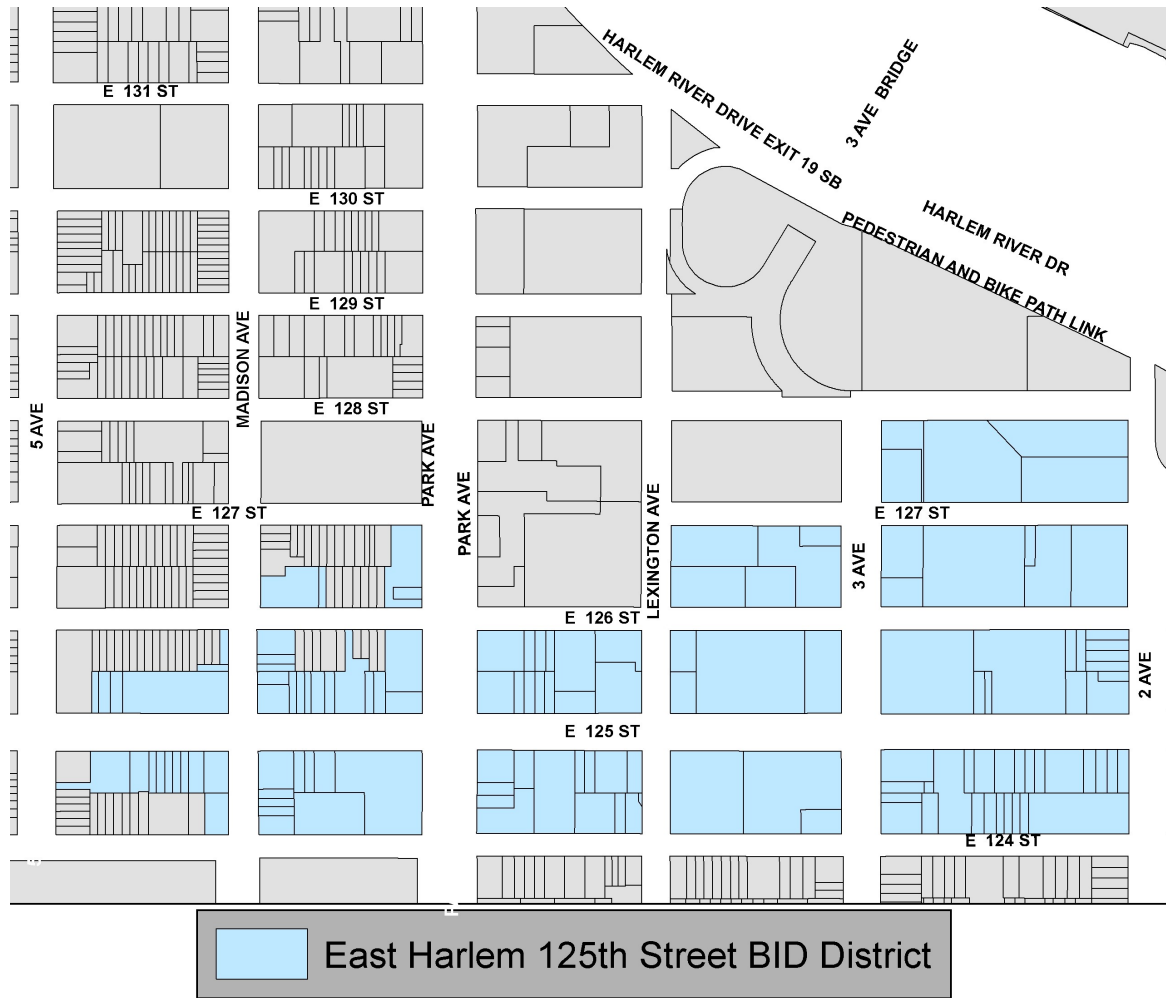 E 131 ST
HARLEM RIVER DRIVE EXIT 19 SB
3 AVE BRIDGE
E 130 ST
HARLEM RIVER DR
PEDESTRIAN AND BIKE PATH LINK
E 129 ST
MADISON AVE
E 128 ST
5 AVE
PARK AVE
PARK AVE
LEXINGTON AVE
E 127 ST
E 127 ST
3 AVE
E 126 ST
2 AVE
E 125 ST
E 124 ST
East Harlem 125th Street BID District